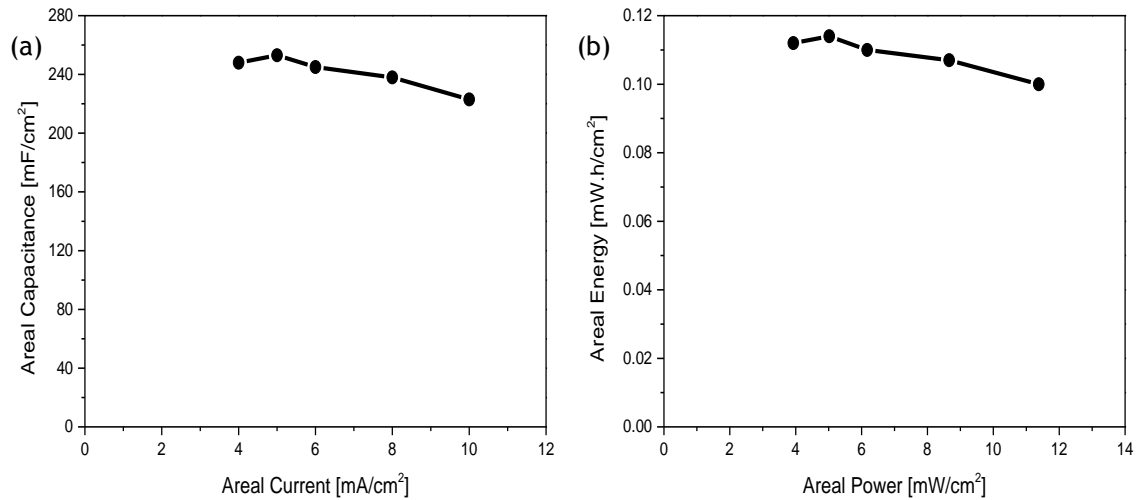 (a)
Areal Capacitance [mF/cm²]
280
240
200
160
120
80
40
0
0 2 4 6 8 10 12
Areal Current [mA/cm²]
(b)
Areal Energy [mW.h/cm²]
0.12
0.10
0.08
0.06
0.04
0.02
0.00
0 2 4 6 8 10 12 14
Areal Power [mW/cm²]